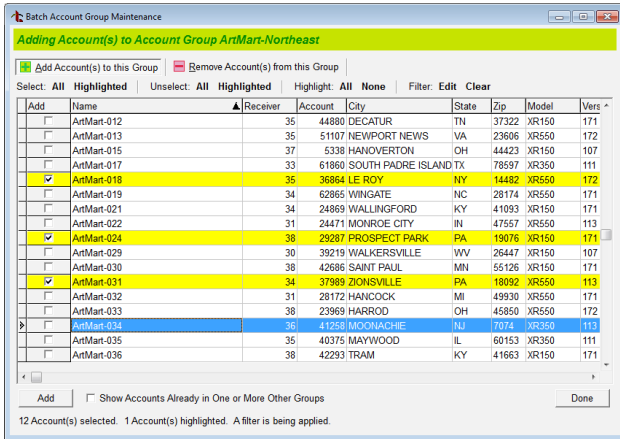 Batch Account Group Maintenance
Adding Account(s) to Account Group ArtMart-Northeast
Add Account(s) to this Group Remove Account(s) from this Group
Select: All Highlighted Unselect: All Highlighted Highlight: All None Filter: Edit Clear
Add Name Receiver Account City State Zip Model Vers
ArtMart-012 35 44880 DECATUR TN 37322 XR150 171
ArtMart-013 35 51107 NEWPORT NEWS VA 23606 XR550 172
ArtMart-015 37 5338 HANOVERTON OH 44423 XR150 107
ArtMart-017 33 61860 SOUTH PADRE ISLAND TX 78597 XR350 111
ArtMart-018 35 36864 LE ROY NY 14482 XR550 172
ArtMart-019 34 62865 WINGATE NC 28174 XR550 171
ArtMart-021 34 24869 WALLINGFORD KY 41093 XR150 171
ArtMart-022 31 24471 MONROE CITY IN 47557 XR550 113
ArtMart-024 38 29287 PROSPECT PARK PA 19076 XR150 171
ArtMart-029 30 39219 WALKERSVILLE WV 26447 XR150 107
ArtMart-030 38 42686 SAINT PAUL MN 55126 XR150 171
ArtMart-031 34 37989 ZIONSVILLE PA 18092 XR550 113
ArtMart-032 31 28172 HANCOCK MI 49930 XR150 171
ArtMart-033 38 23969 HARROD OH 45850 XR550 172
ArtMart-034 36 41258 MOONACHIE NJ 7074 XR350 113
ArtMart-035 35 40375 MAYWOOD IL 60153 XR350 111
ArtMart-036 38 42293 TRAM KY 41663 XR150 171
Add Show Accounts Already in One or More Other Groups Done
12 Account(s) selected. 1 Account(s) highlighted. A filter is being applied.